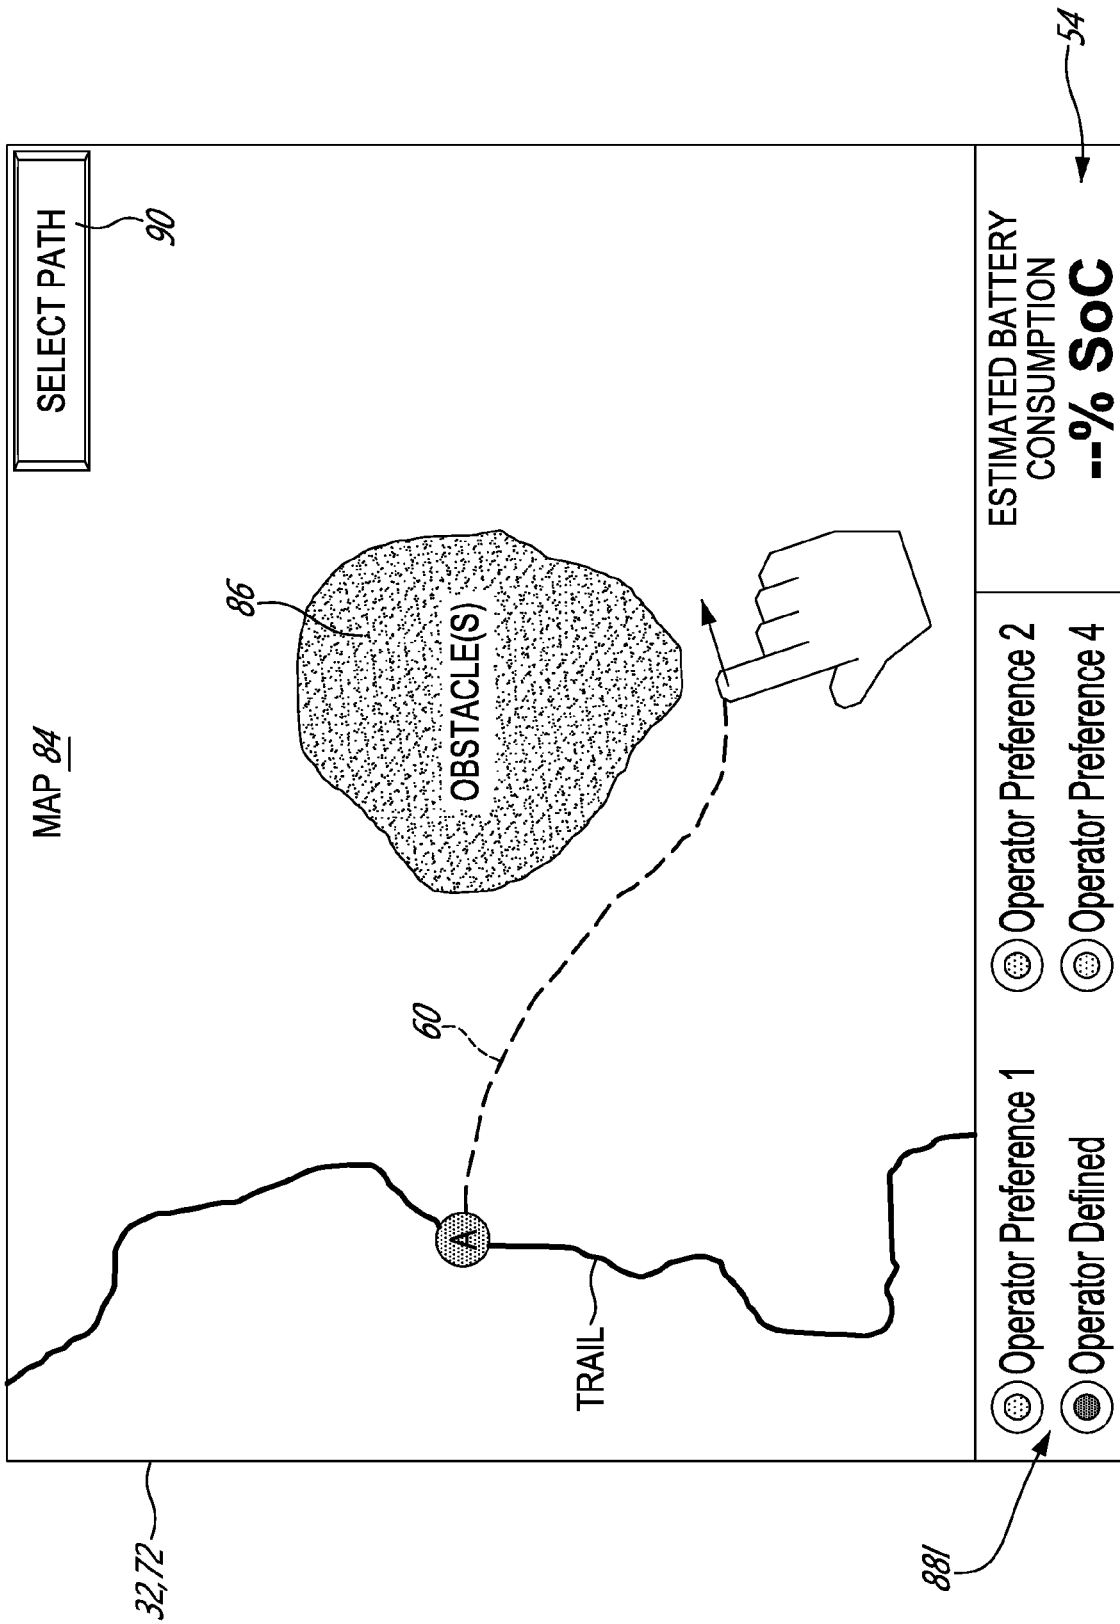 32,72
MAP 84
SELECT PATH
90
86
OBSTACLE(S)
60
A
TRAIL
Operator Preference 1
Operator Preference 2
Operator Defined
Operator Preference 4
ESTIMATED BATTERY
CONSUMPTION
--% SoC
54
881